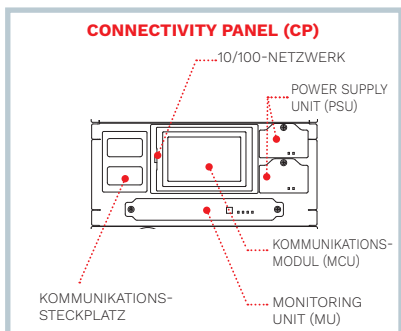 CONNECTIVITY PANEL (CP)
10/100-NETZWERK
POWER SUPPLY
UNIT (PSU)
KOMMUNIKATIONS-
MODUL (MCU)
KOMMUNIKATIONS-
STECKPLATZ
MONITORING
UNIT (MU)